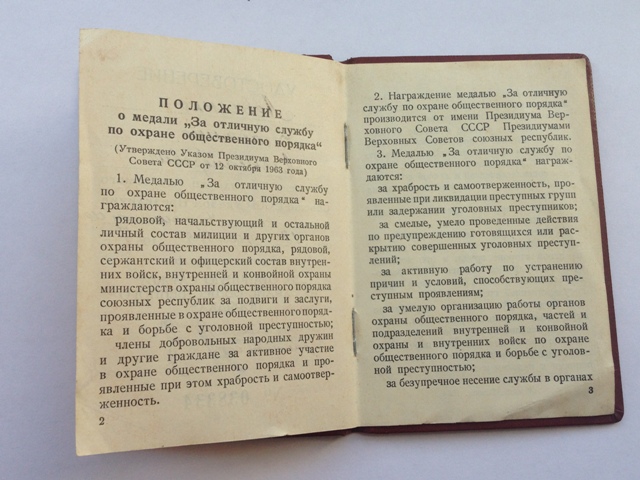 ПОЛОЖЕНИЕ
о медали „За отличную службу
по охране общественного порядка“
(Утверждено Указом Президиума Верховного
Совета СССР от 12 октября 1963 года)
1. Медалью „За отличную службу
по охране общественного порядка“ на-
граждаются:
рядовой, начальствующий и остальной
личный состав милиции и других органов
охраны общественного порядка, рядовой,
сержантский и офицерский состав внутрен-
них войск, внутренней и конвойной охраны
министерств охраны общественного порядка
союзных республик за подвиги и заслуги,
проявленные в охране общественного поряд-
ка и борьбе с уголовной преступностью;
члены добровольных народных дружин
и другие граждане за активное участие
в охране общественного порядка и про-
явленные при этом храбрость и самоотвер-
женность.
2
2. Награждение медалью „За отличную
службу по охране общественного порядка“
производится от имени Президиума Вер-
ховного Совета СССР Президиумами
Верховных Советов союзных республик.
3. Медалью „За отличную службу по
охране общественного порядка“ награж-
даются:
за храбрость и самоотверженность, про-
явленные при ликвидации преступных групп
или задержании уголовных преступников;
за смелые, умело проведенные действия
по предупреждению готовящихся или рас-
крытию совершенных уголовных преступ-
лений;
за активную работу по устранению
причин и условий, способствующих пре-
ступным проявлениям;
за умелую организацию работы органов
охраны общественного порядка, частей и
подразделений внутренней и конвойной
охраны и внутренних войск по охране
общественного порядка и борьбе с уголов-
ной преступностью;
за безупречное несение службы в органах
3